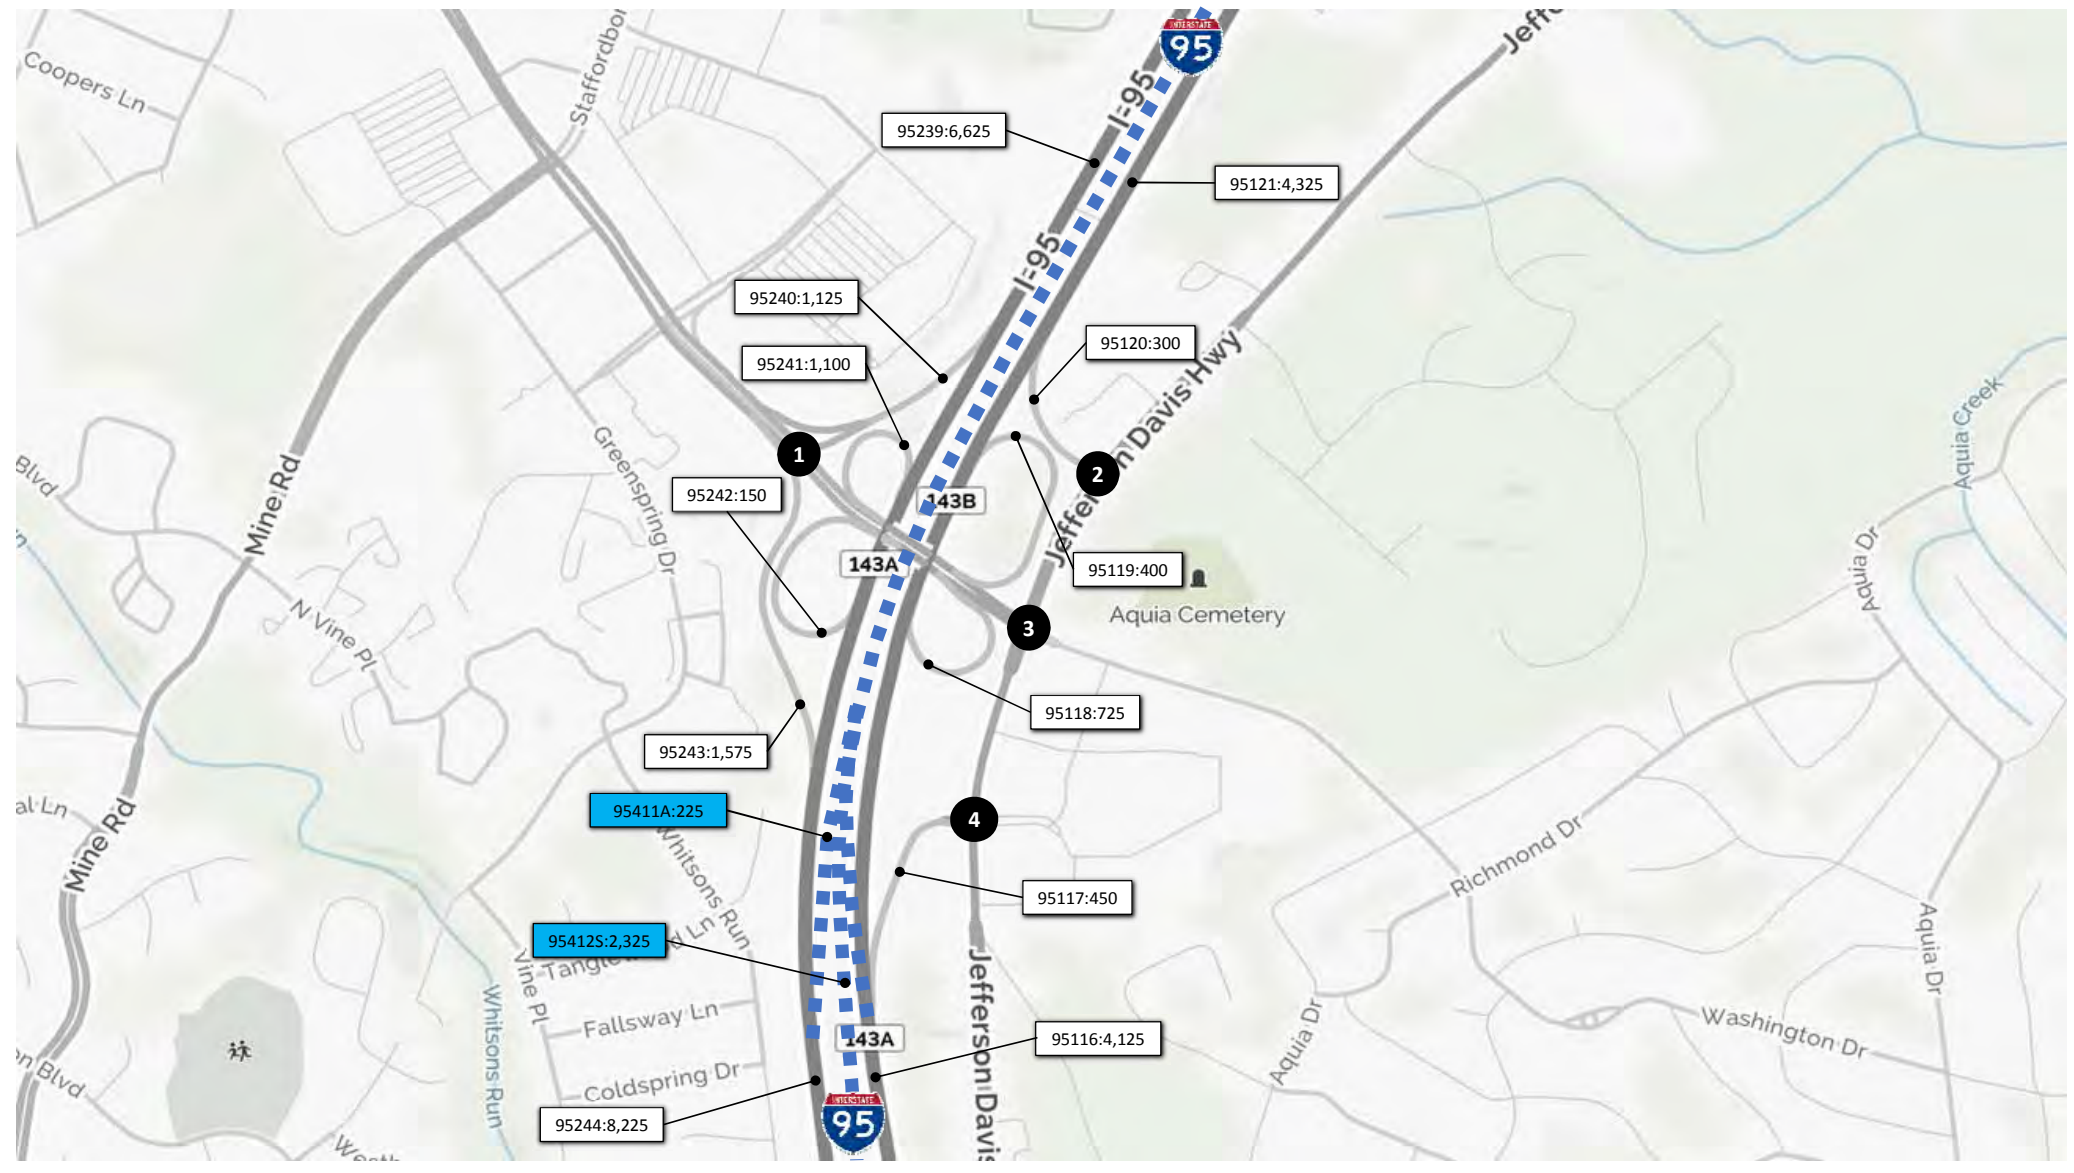 Coopers Ln
Staffordbo
INTERSTATE
95
Jeffe
I-95
95239:6,625
95121:4,325
I-95
95240:1,125
95120:300
95241:1,100
Jefferson Davis Hwy
Aquia Creek
1
2
Blvd
Mine Rd
Greenspring Dr
95242:150
143B
143A
95119:400
Aquia Cemetery
Aquia Dr
N Vine Pl
3
95118:725
95243:1,575
95411A:225
al Ln
Mine Rd
4
Whitsons Run
Richmond Dr
95117:450
95412S:2,325
Vine Pl
Aquia Dr
Whitsons Run
Fallsway Ln
Jefferson Davis
143A
95116:4,125
Aquia Dr
Washington Dr
on Blvd
Coldspring Dr
95244:8,225
INTERSTATE
95